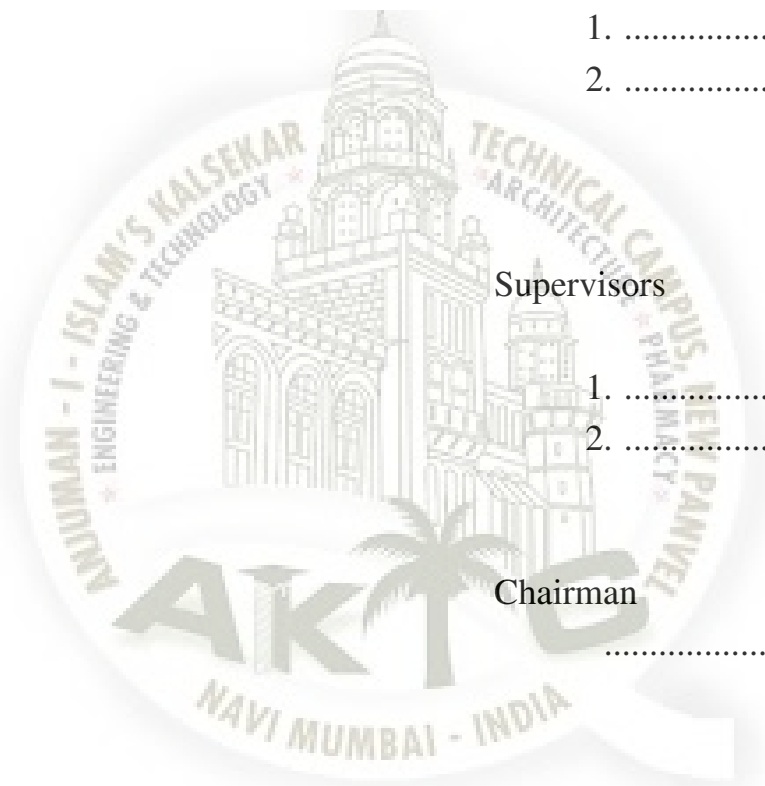 1. ................
2. ................
ANJUMAN - I - ISLAM'S KALSEKAR TECHNICAL CAMPUS, NEW PANVEL
ENGINEERING & TECHNOLOGY * ARCHITECTURE * PHARMACY *
Supervisors
1. ................
2. ................
AKTC
Chairman
..................
NAVI MUMBAI - INDIA